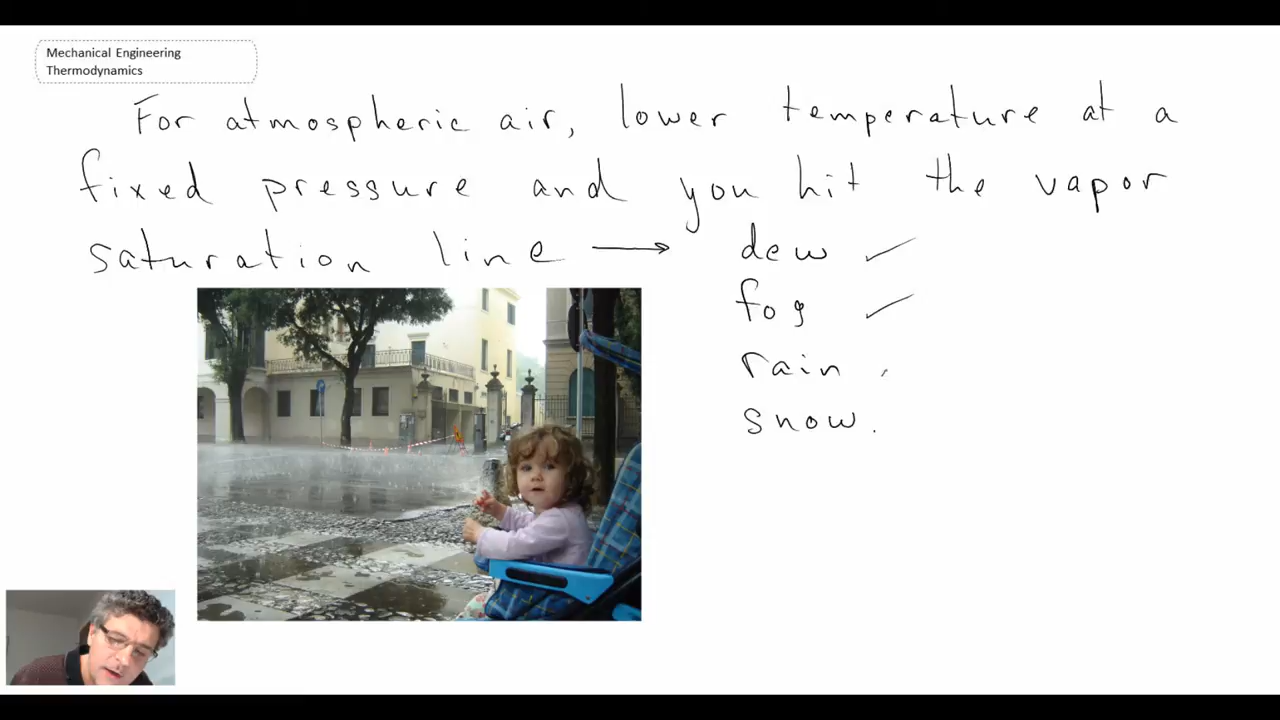 Mechanical Engineering
Thermodynamics
For atmospheric air, lower temperature at a
fixed pressure and you hit the vapor
saturation line → dew ✓
fog ✓
rain
snow.